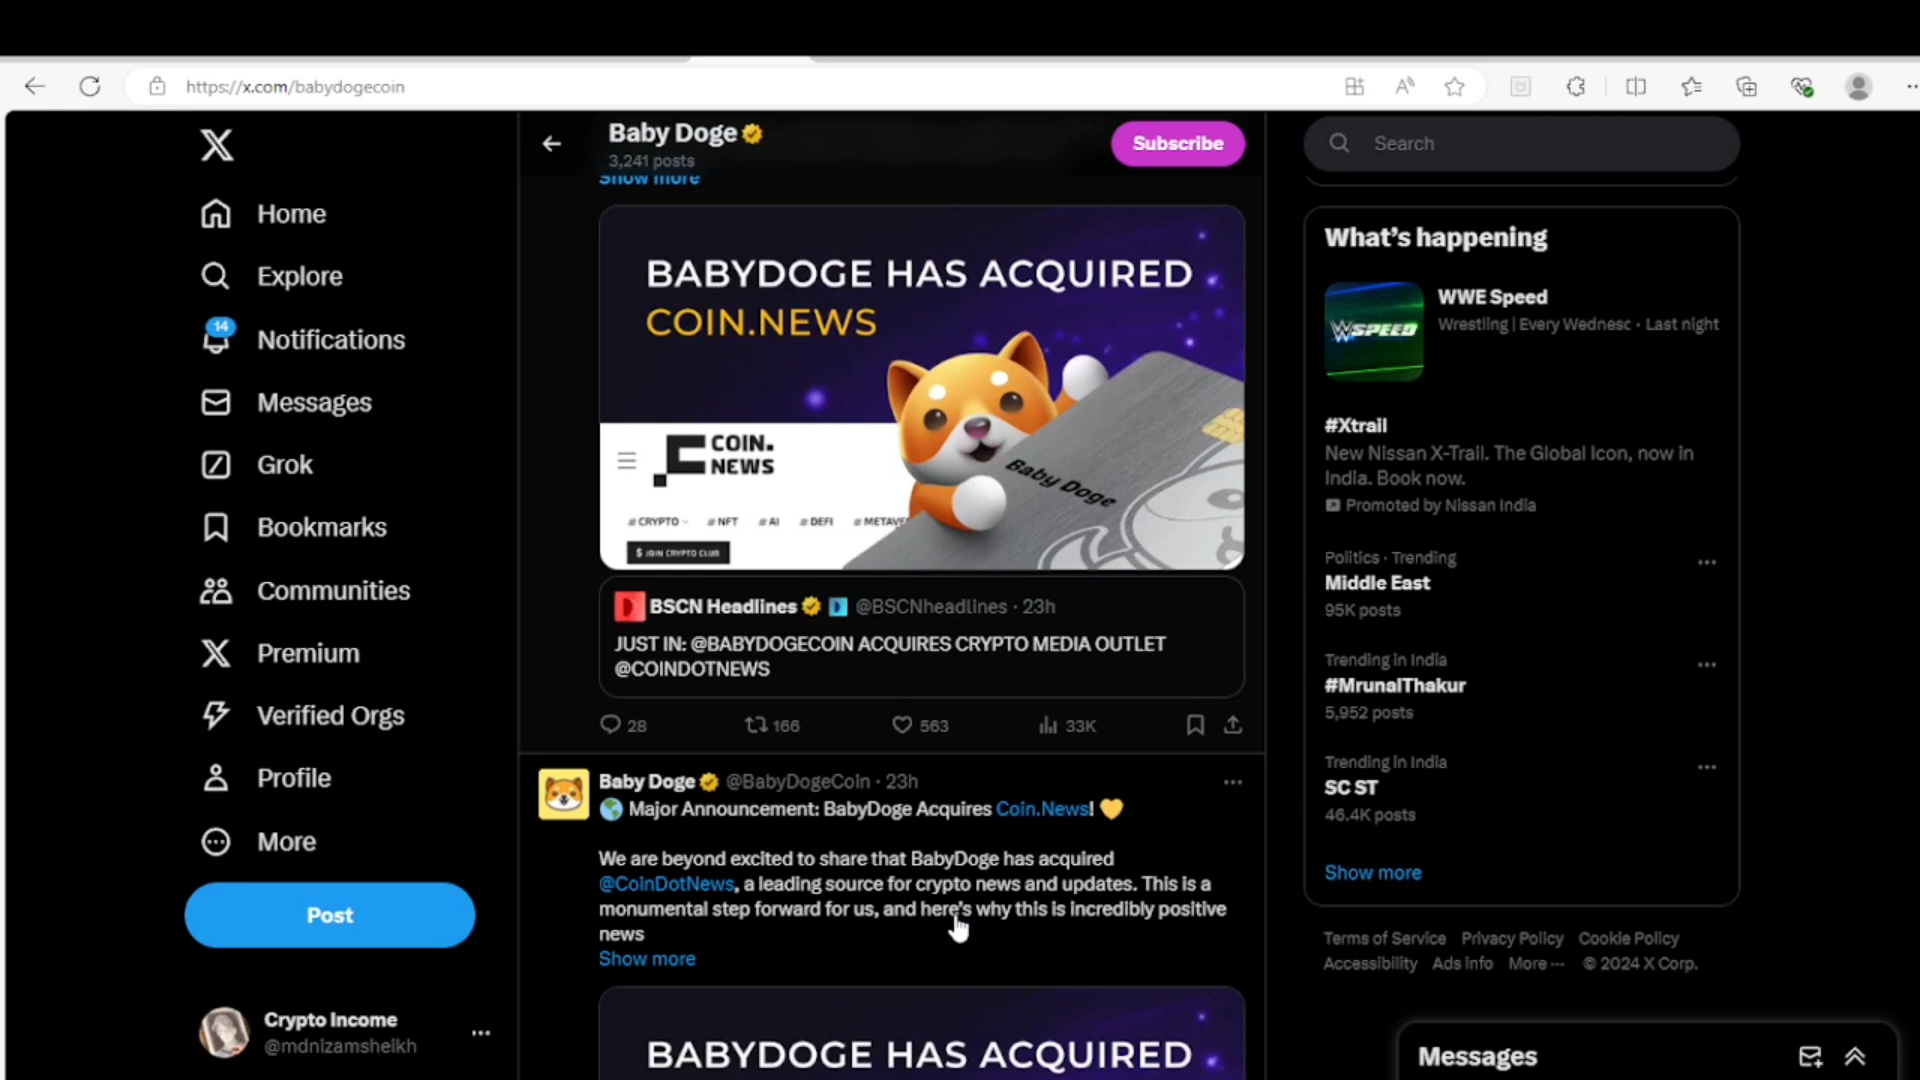 https://x.com/babydogecoin
Home
Explore
14
Notifications
Messages
Grok
Bookmarks
Communities
Premium
Verified Orgs
Profile
More
Post
Crypto Income
@mdnizamsheikh
Baby Doge
3,241 posts
Subscribe
Show more
BABYDOGE HAS ACQUIRED
COIN.NEWS
COIN.
NEWS
Baby Doge
# CRYPTO # NFT # AI # DEFI # METAVE
$ JOIN CRYPTO CLUB
BSCN Headlines @BSCNheadlines · 23h
JUST IN: @BABYDOGECOIN ACQUIRES CRYPTO MEDIA OUTLET
@COINDOTNEWS
28 166 563 33K
Baby Doge @BabyDogeCoin · 23h
Major Announcement: BabyDoge Acquires Coin.News!
We are beyond excited to share that BabyDoge has acquired
@CoinDotNews, a leading source for crypto news and updates. This is a
monumental step forward for us, and here's why this is incredibly positive
news
Show more
BABYDOGE HAS ACQUIRED
Search
What's happening
WWE Speed
Wrestling | Every Wednesc · Last night
WSPEED
#Xtrail
New Nissan X-Trail. The Global Icon, now in
India. Book now.
Promoted by Nissan India
Politics · Trending
Middle East
95K posts
Trending in India
#MrunalThakur
5,952 posts
Trending in India
SC ST
46.4K posts
Show more
Terms of Service Privacy Policy Cookie Policy
Accessibility Ads info More ··· © 2024 X Corp.
Messages